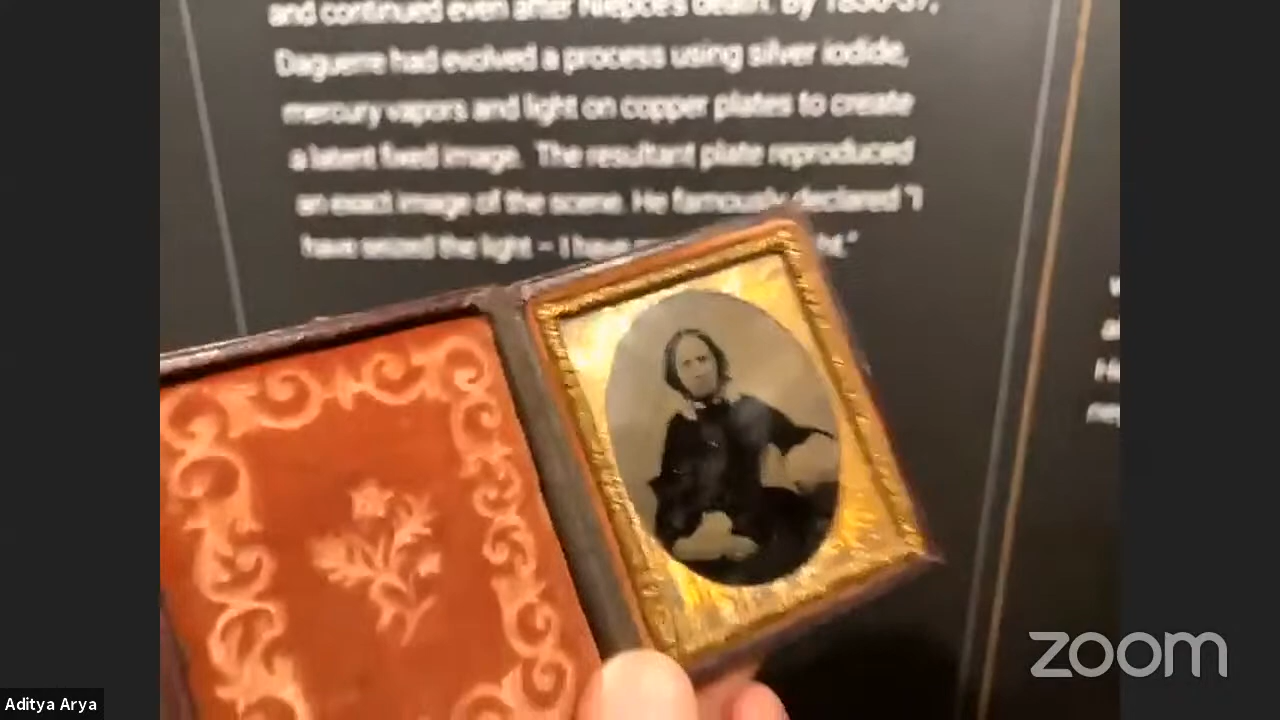 and continued even after Niepce's death. By 1836-37,
Daguerre had evolved a process using silver iodide,
mercury vapors and light on copper plates to create
a latent fixed image. The resultant plate reproduced
an exact image of the scene. He famously declared "I
have seized the light – I have
Aditya Arya
zoom